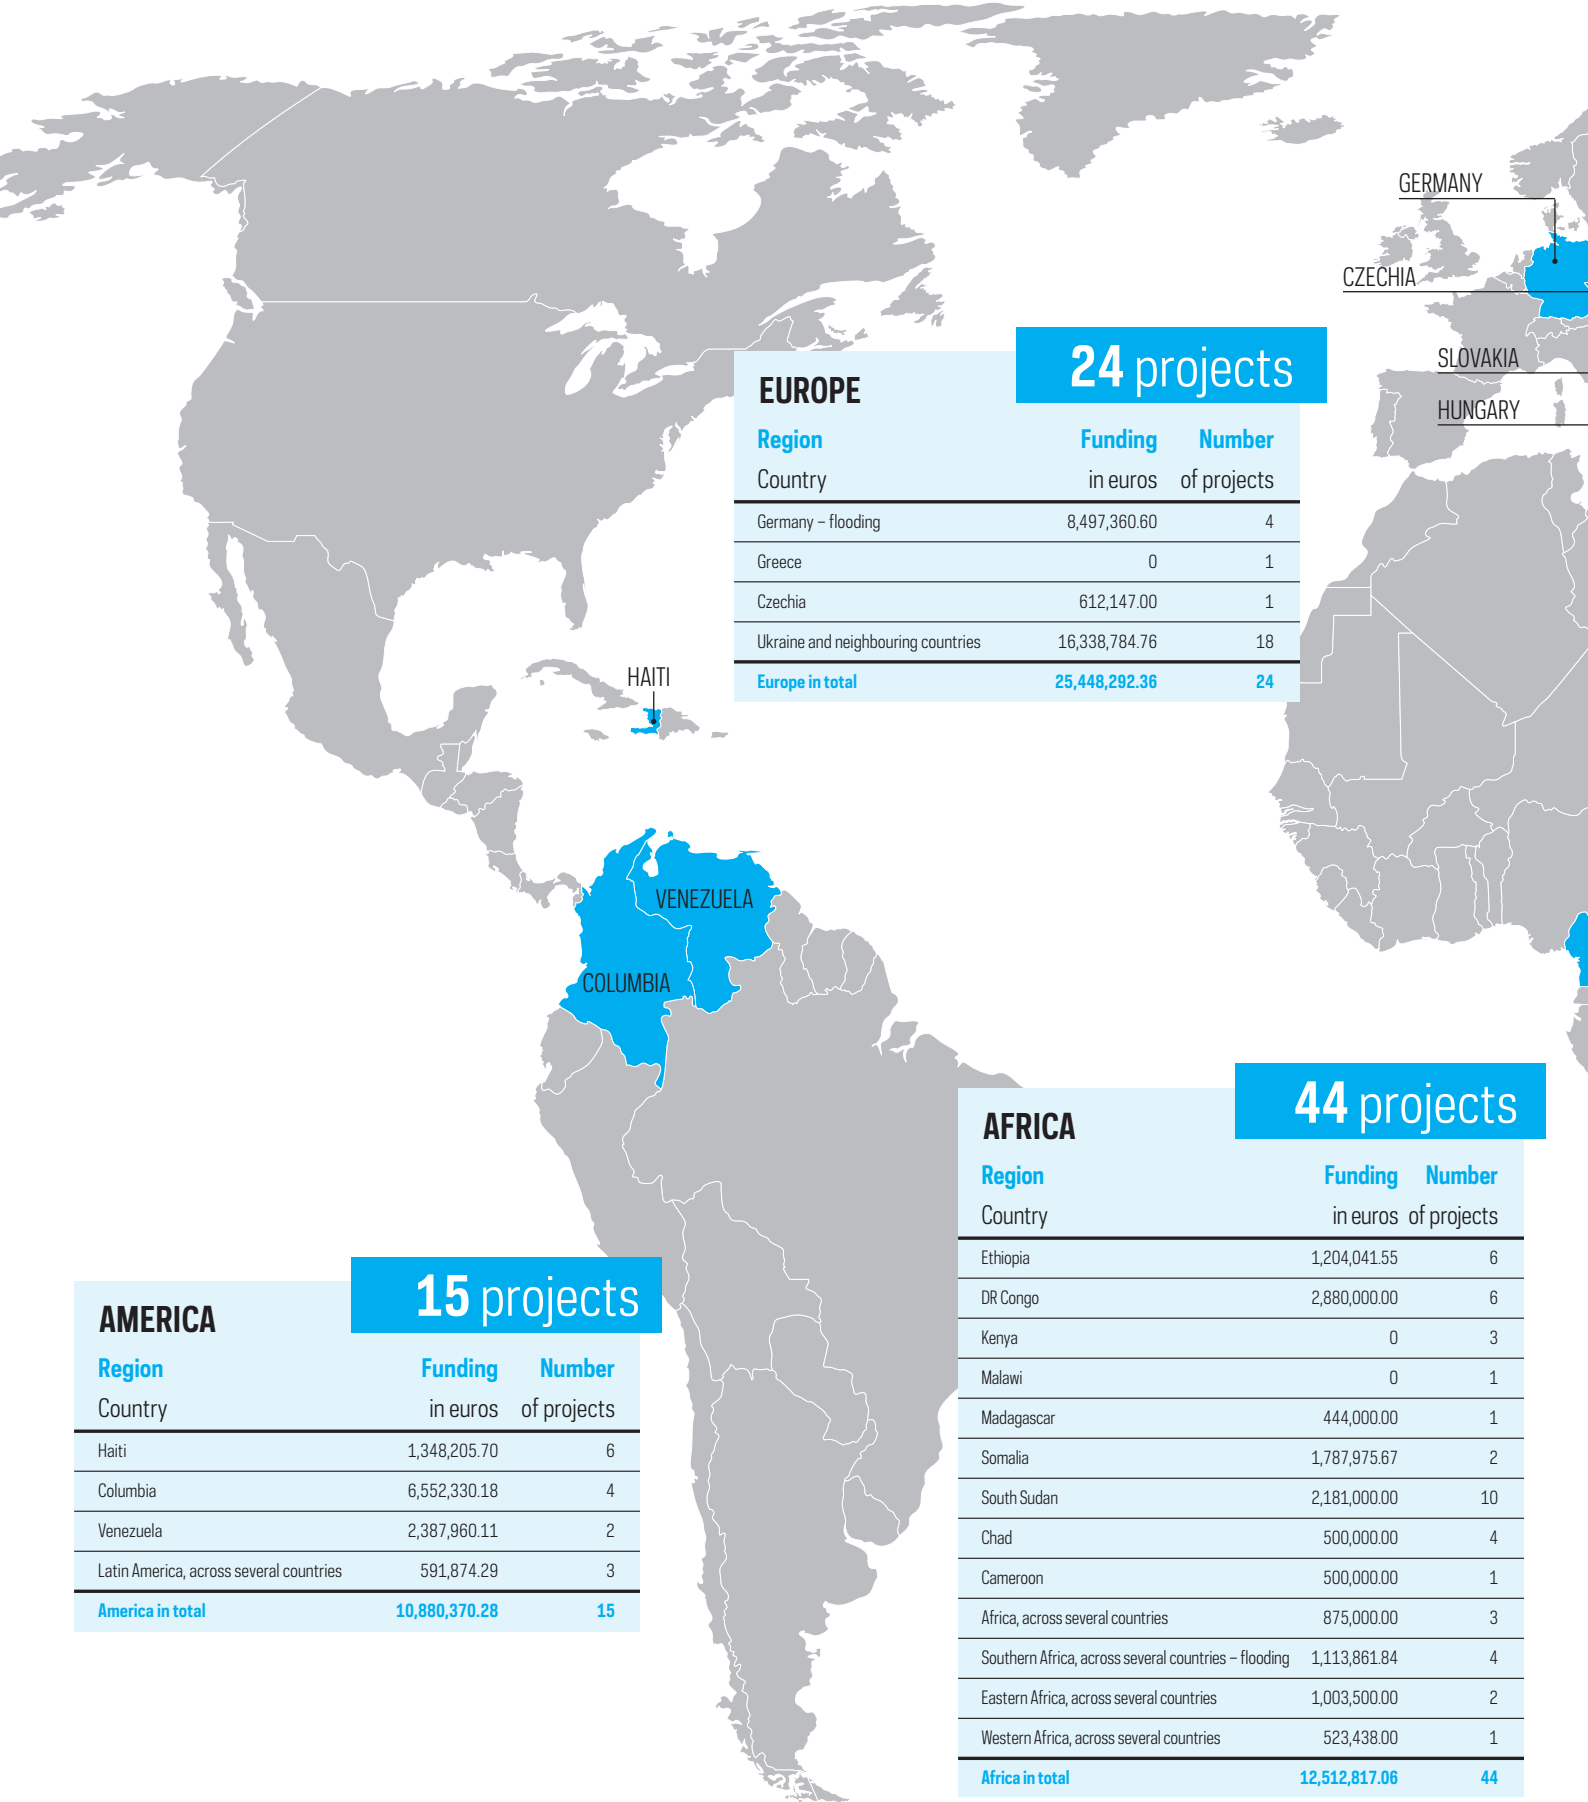 GERMANY
CZECHIA
SLOVAKIA
HUNGARY
24 projects
EUROPE
Region Funding Number
Country in euros of projects
Germany – flooding 8,497,360.60 4
Greece 0 1
Czechia 612,147.00 1
Ukraine and neighbouring countries 16,338,784.76 18
Europe in total 25,448,292.36 24
HAITI
VENEZUELA
COLUMBIA
44 projects
AFRICA
Region Funding Number
Country in euros of projects
Ethiopia 1,204,041.55 6
DR Congo 2,880,000.00 6
Kenya 0 3
Malawi 0 1
Madagascar 444,000.00 1
Somalia 1,787,975.67 2
South Sudan 2,181,000.00 10
Chad 500,000.00 4
Cameroon 500,000.00 1
Africa, across several countries 875,000.00 3
Southern Africa, across several countries – flooding 1,113,861.84 4
Eastern Africa, across several countries 1,003,500.00 2
Western Africa, across several countries 523,438.00 1
Africa in total 12,512,817.06 44
15 projects
AMERICA
Region Funding Number
Country in euros of projects
Haiti 1,348,205.70 6
Columbia 6,552,330.18 4
Venezuela 2,387,960.11 2
Latin America, across several countries 591,874.29 3
America in total 10,880,370.28 15